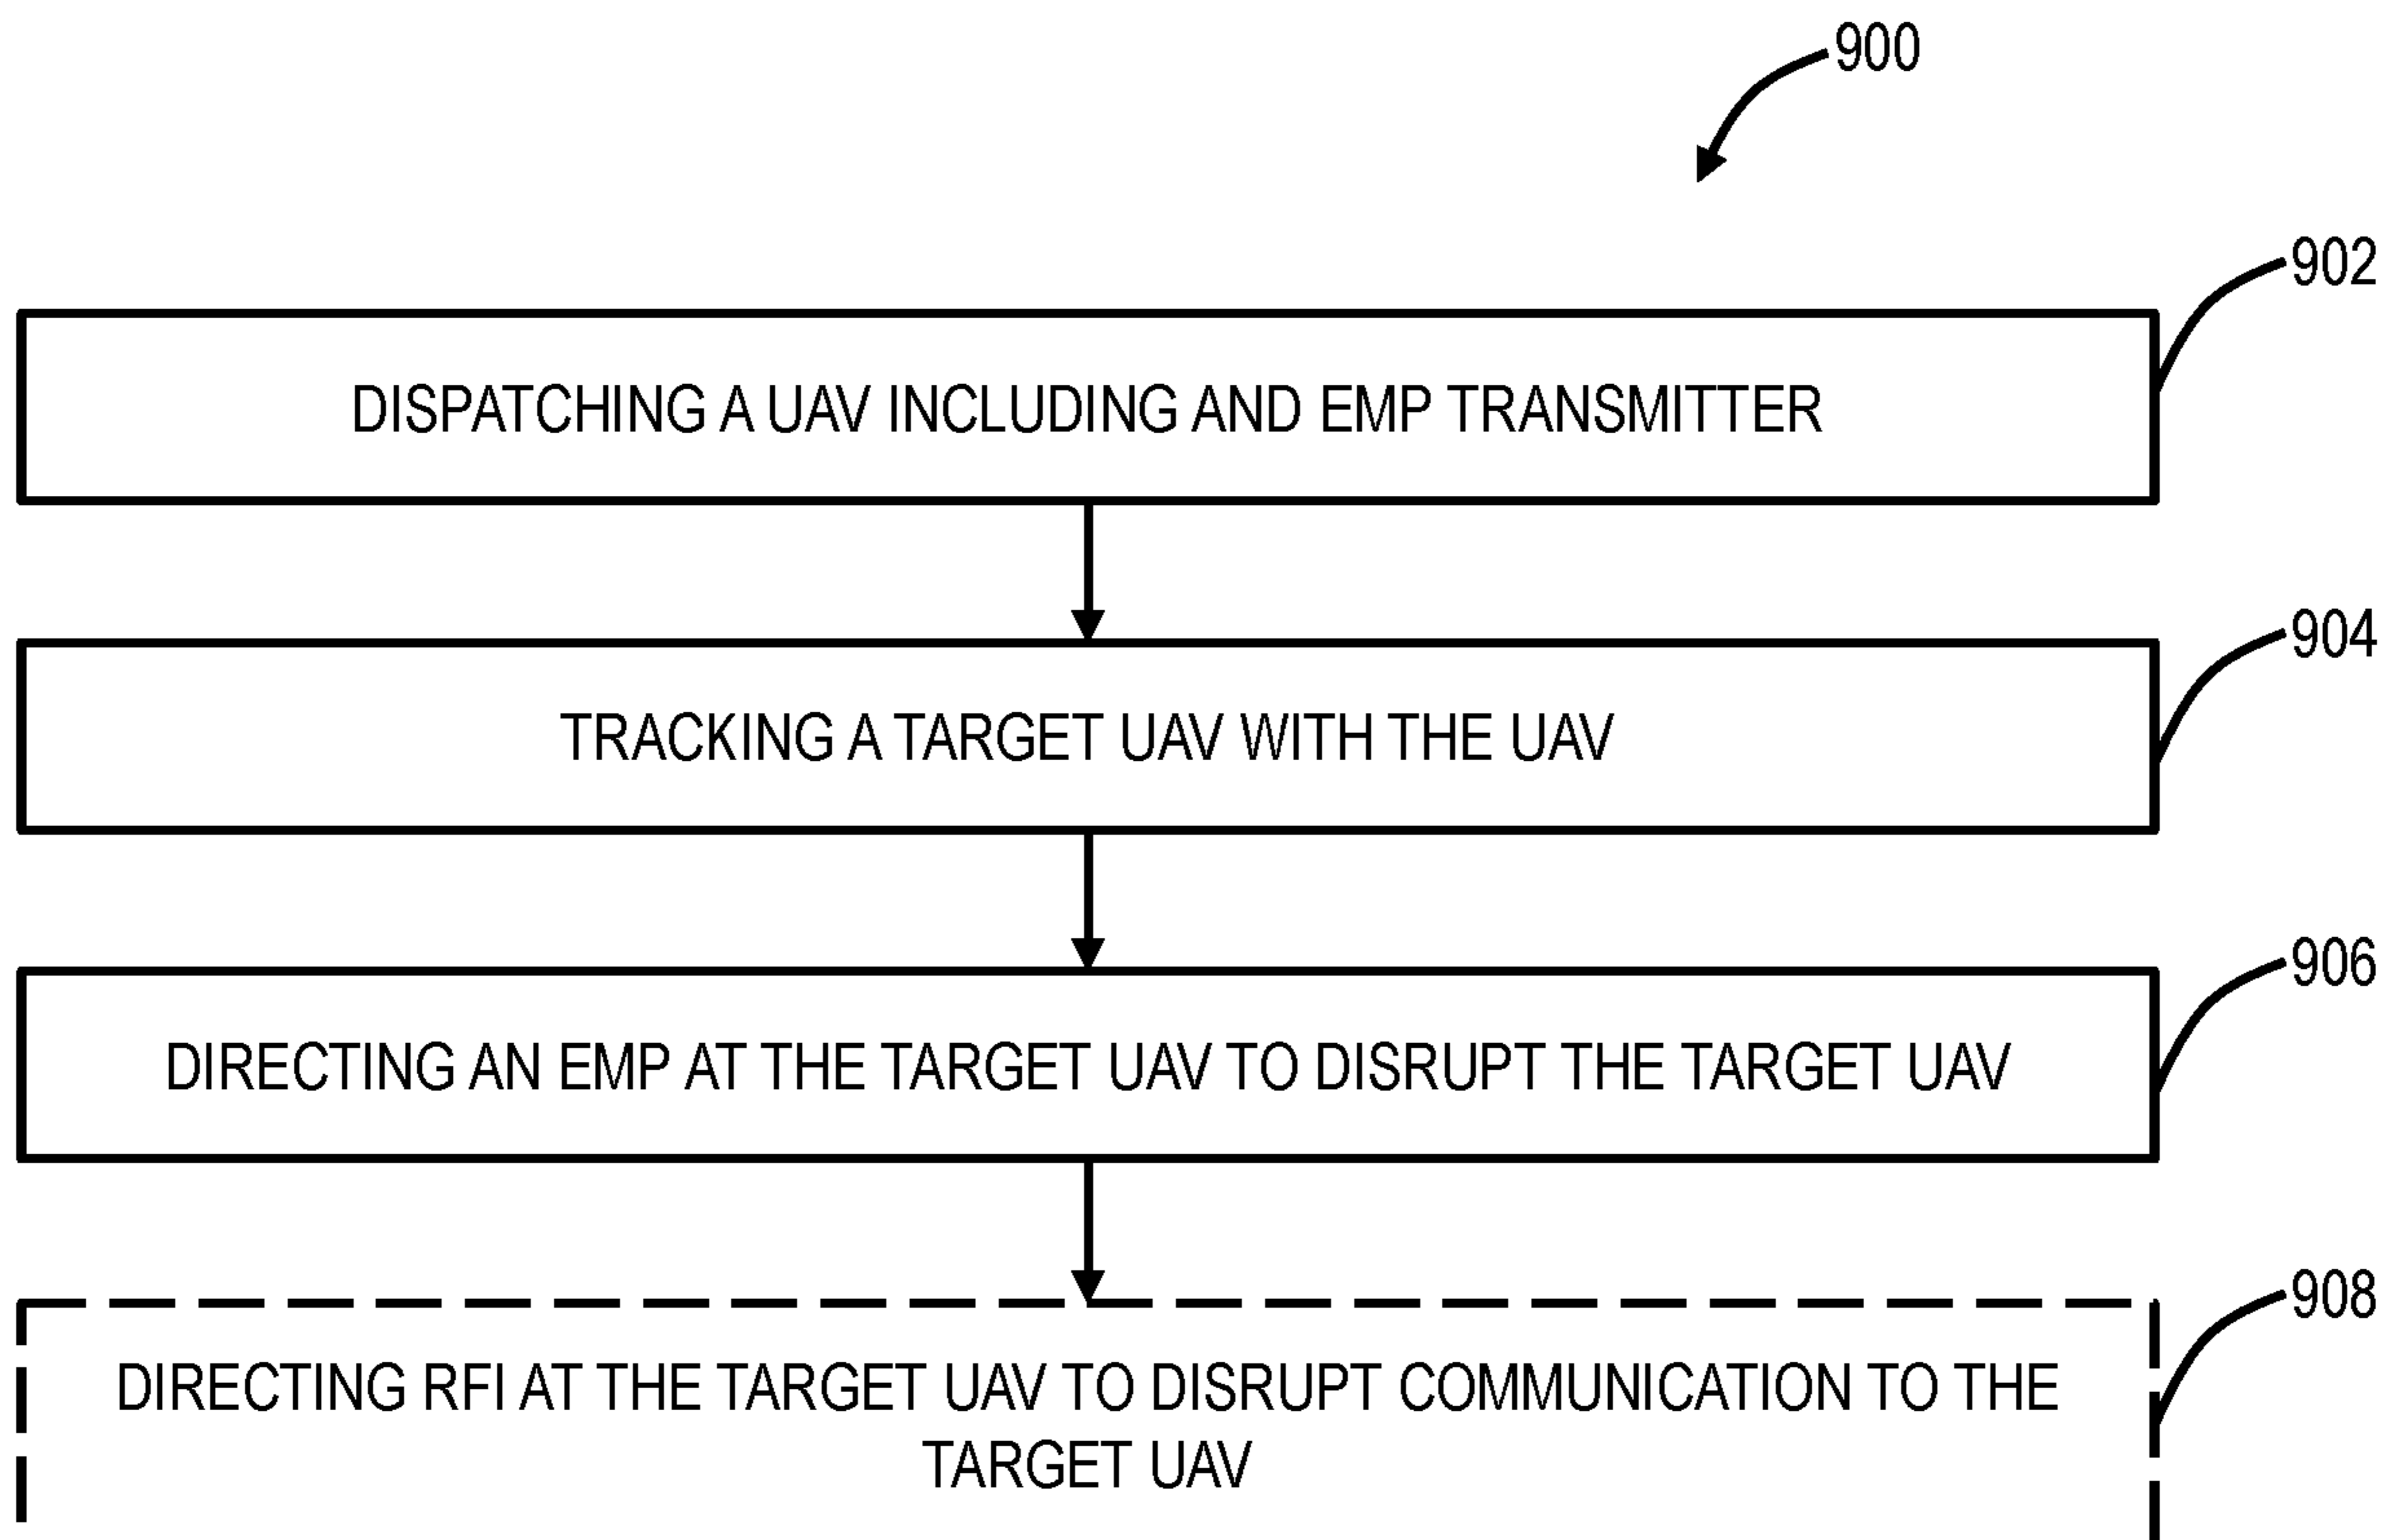 900
902
DISPATCHING A UAV INCLUDING AND EMP TRANSMITTER
904
TRACKING A TARGET UAV WITH THE UAV
906
DIRECTING AN EMP AT THE TARGET UAV TO DISRUPT THE TARGET UAV
908
DIRECTING RFI AT THE TARGET UAV TO DISRUPT COMMUNICATION TO THE
TARGET UAV